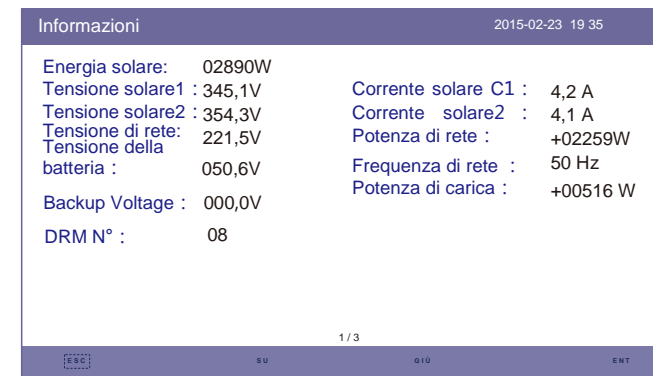 Informazioni 2015-02-23 19 35
Energia solare: 02890W
Tensione solare1 : 345,1V Corrente solare C1 : 4,2 A
Tensione solare2 : 354,3V Corrente solare2 : 4,1 A
Tensione di rete: 221,5V Potenza di rete : +02259W
Tensione della
batteria : 050,6V Frequenza di rete : 50 Hz
Potenza di carica : +00516 W
Backup Voltage : 000,0V
DRM N° : 08
1 / 3
ESC SU GIÙ ENT